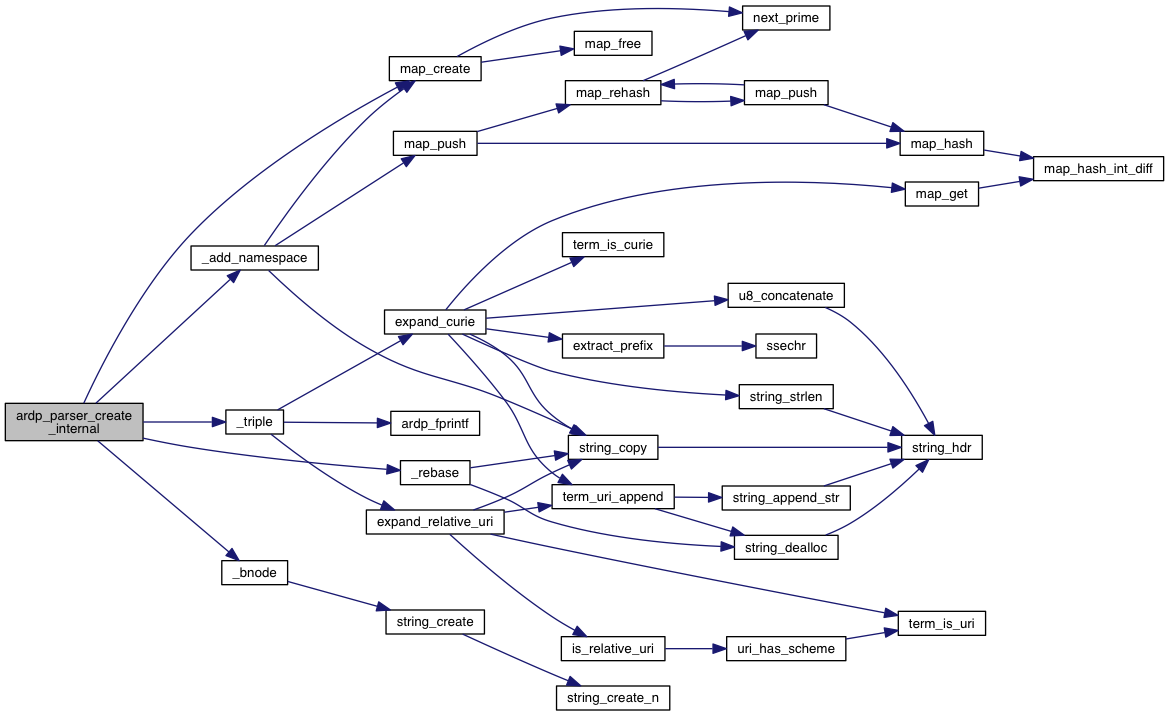 next_prime
map_free
map_create
map_rehash
map_push
map_push
map_hash
map_hash_int_diff
map_get
term_is_curie
_add_namespace
u8_concatenate
expand_curie
extract_prefix
ssechr
string_strlen
ardp_parser_create
_internal
_triple
ardp_fprintf
string_copy
string_hdr
_rebase
term_uri_append
string_append_str
expand_relative_uri
string_dealloc
_bnode
string_create
term_is_uri
is_relative_uri
uri_has_scheme
string_create_n